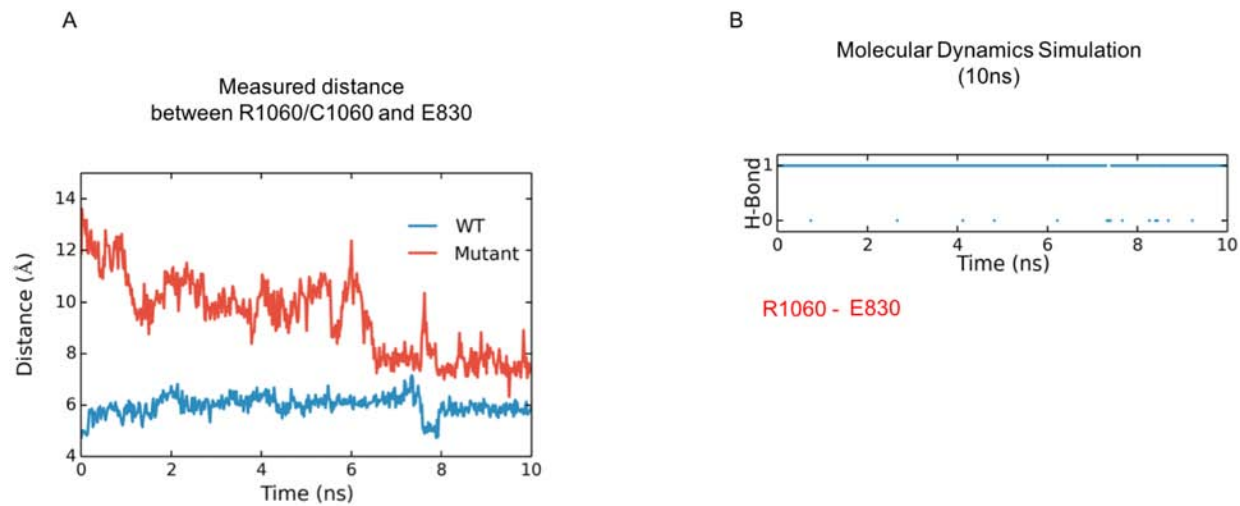 A
Measured distance
between R1060/C1060 and E830
Distance (Å)
14
12
10
8
6
4
WT
Mutant
0 2 4 6 8 10
Time (ns)
B
Molecular Dynamics Simulation
(10ns)
H-Bond
1
0
0 2 4 6 8 10
Time (ns)
R1060 - E830